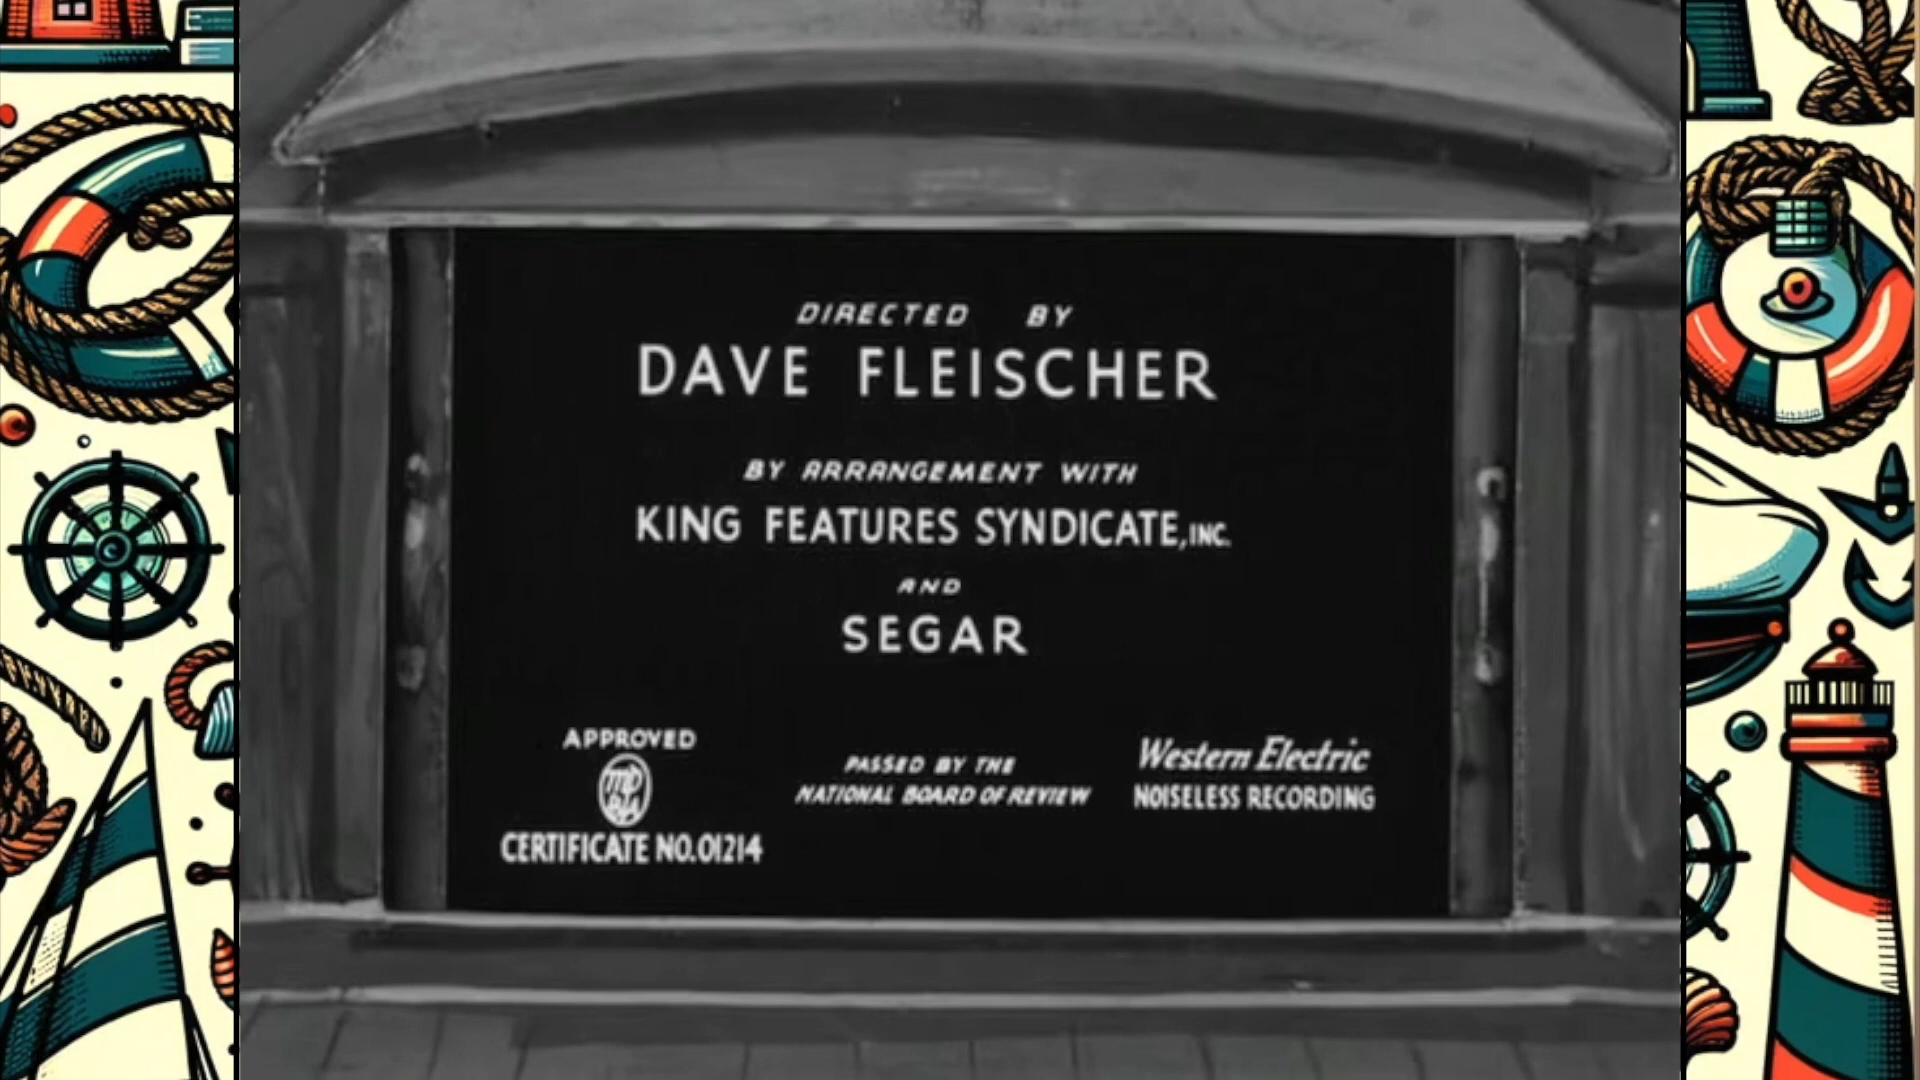 DIRECTED BY
DAVE FLEISCHER
BY ARRANGEMENT WITH
KING FEATURES SYNDICATE, INC.
AND
SEGAR
APPROVED
CERTIFICATE NO. 01214
PASSED BY THE
NATIONAL BOARD OF REVIEW
Western Electric
NOISELESS RECORDING